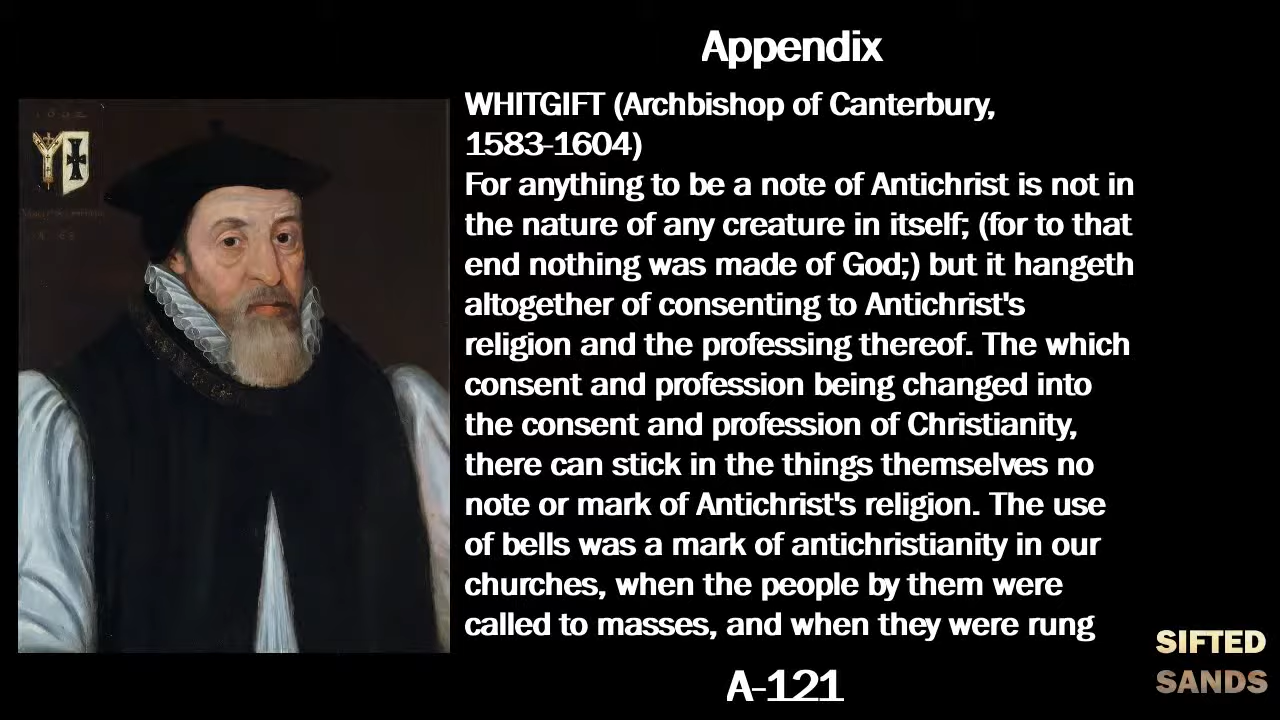 Appendix
WHITGIFT (Archbishop of Canterbury,
1583-1604)
For anything to be a note of Antichrist is not in
the nature of any creature in itself; (for to that
end nothing was made of God;) but it hangeth
altogether of consenting to Antichrist's
religion and the professing thereof. The which
consent and profession being changed into
the consent and profession of Christianity,
there can stick in the things themselves no
note or mark of Antichrist's religion. The use
of bells was a mark of antichristianity in our
churches, when the people by them were
called to masses, and when they were rung
A-121
SIFTED
SANDS